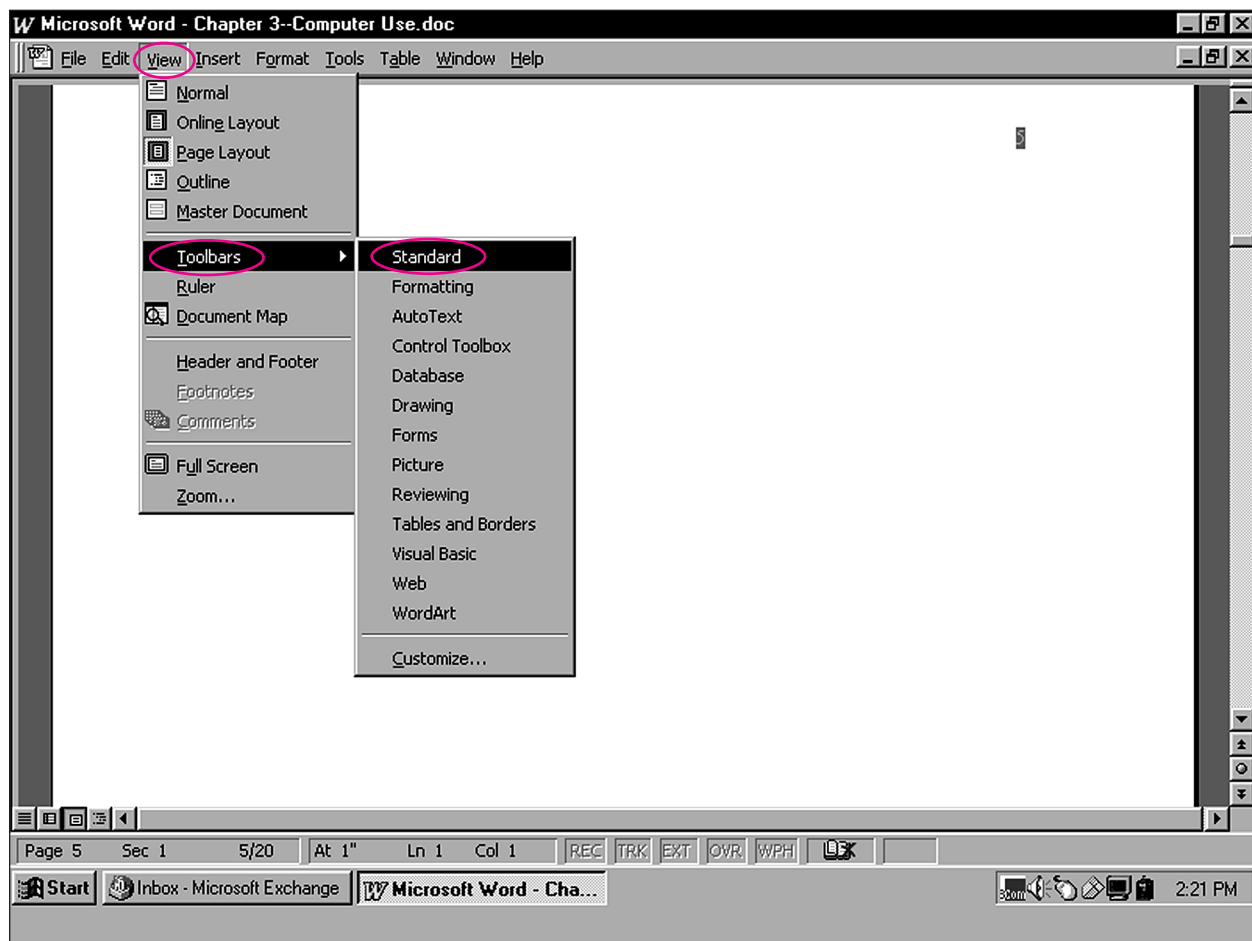 Microsoft Word - Chapter 3--Computer Use.doc
File Edit View Insert Format Tools Table Window Help
Normal
Online Layout
Page Layout
Outline
Master Document
Toolbars
Ruler
Document Map
Header and Footer
Footnotes
Comments
Full Screen
Zoom...
5
Standard
Formatting
AutoText
Control Toolbox
Database
Drawing
Forms
Picture
Reviewing
Tables and Borders
Visual Basic
Web
WordArt
Customize...
Page 5 Sec 1 5/20 At 1" Ln 1 Col 1 REC TRK EXT OVR WPH
Start Inbox - Microsoft Exchange Microsoft Word - Cha... 3Com 2:21 PM